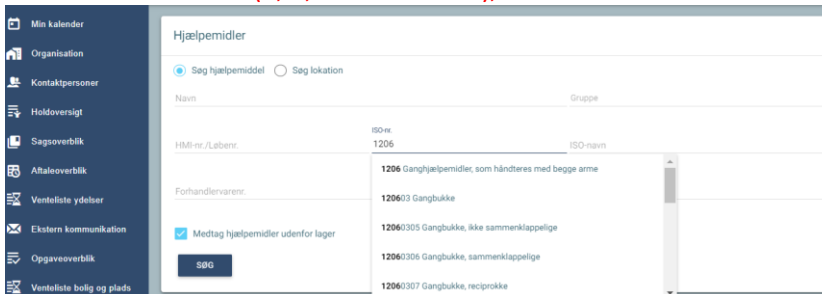 Min kalender
Organisation
Kontaktpersoner
Holdoversigt
Sagsoverblik
Aftaleoverblik
Venteliste ydelser
Ekstern kommunikation
Opgaveoverblik
Venteliste bolig og plads
Hjælpemidler
Søg hjælpemiddel Søg lokation
Navn Gruppe
ISO-nr.
HMI-nr./Løbenr. 1206 ISO-navn
1206 Ganghjælpemidler, som håndteres med begge arme
120603 Gangbukke
Forhandlervarenr.
12060305 Gangbukke, ikke sammenklappelige
Medtag hjælpemidler udenfor lager
12060306 Gangbukke, sammenklappelige
SØG
12060307 Gangbukke, reciprokke